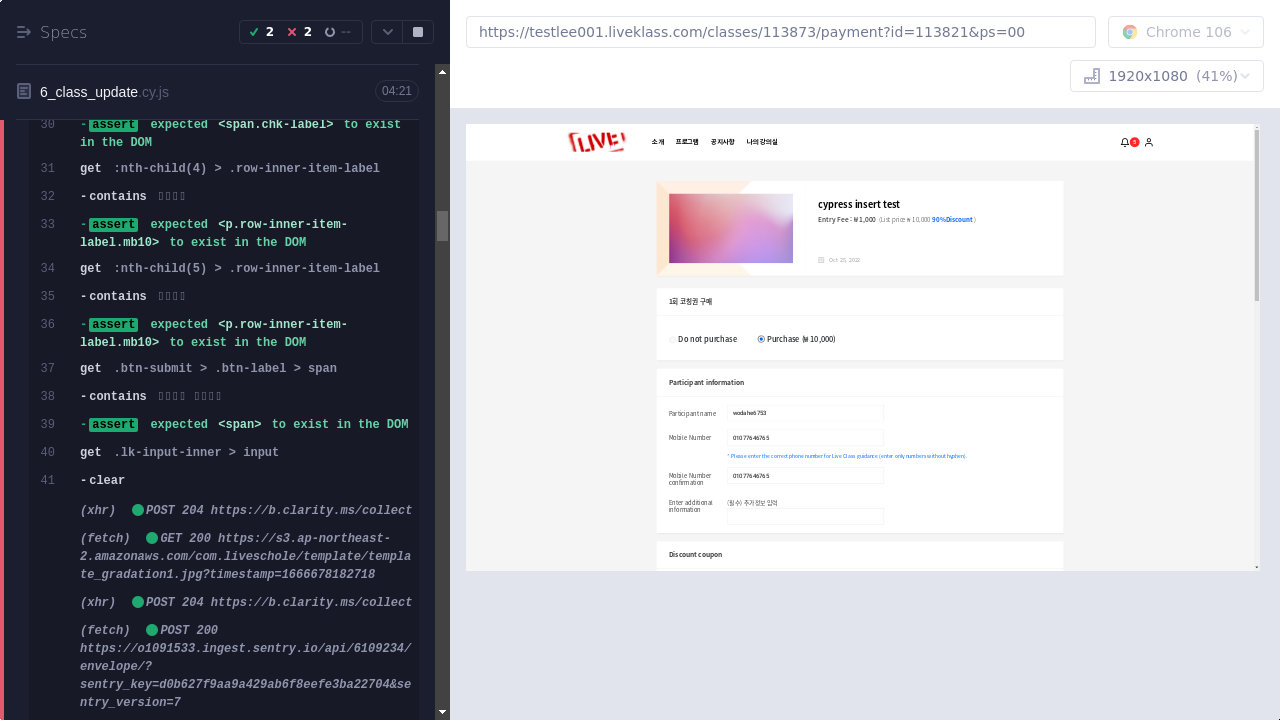 Specs
2
2
--
6_class_update.cy.js
04:21
30 -assert expected <span.chk-label> to exist
in the DOM
31 get :nth-child(4) > .row-inner-item-label
32 -contains
33 -assert expected <p.row-inner-item-
label.mb10> to exist in the DOM
34 get :nth-child(5) > .row-inner-item-label
35 -contains
36 -assert expected <p.row-inner-item-
label.mb10> to exist in the DOM
37 get .btn-submit > .btn-label > span
38 -contains
39 -assert expected <span> to exist in the DOM
40 get .lk-input-inner > input
41 -clear
(xhr) POST 204 https://b.clarity.ms/collect
(fetch) GET 200 https://s3.ap-northeast-
2.amazonaws.com/com.liveschole/template/templa
te_gradation1.jpg?timestamp=1666678182718
(xhr) POST 204 https://b.clarity.ms/collect
(fetch) POST 200
https://o1091533.ingest.sentry.io/api/6109234/
envelope/?
sentry_key=d0b627f9aa9a429ab6f8eefe3ba22704&se
ntry_version=7
https://testlee001.liveklass.com/classes/113873/payment?id=113821&ps=00
Chrome 106
1920x1080 (41%)
LIVE!
소개 프로그램 공지사항 나의 강의실
cypress insert test
Entry Fee : ₩1,000 (List price ₩ 10,000 90%Discount )
Oct 25, 2022
1회 코칭권 구매
Do not purchase
Purchase (₩ 10,000)
Participant information
Participant name
wodahs6753
Mobile Number
01077646765
* Please enter the correct phone number for Live Class guidance (enter only numbers without hyphen).
Mobile Number
confirmation
01077646765
Enter additional
information
(필수) 추가정보 입력
Discount coupon